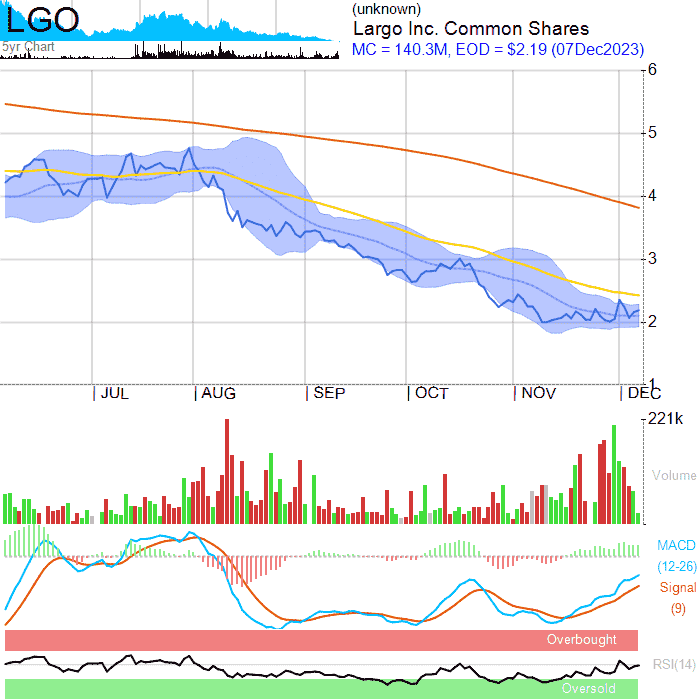 LGO
5yr Chart
(unknown)
Largo Inc. Common Shares
MC = 140.3M, EOD = $2.19 (07Dec2023)
6
5
4
3
2
1
JUL AUG SEP OCT NOV DEC
221k
Volume
MACD
(12-26)
Signal
(9)
Overbought
RSI(14)
Oversold